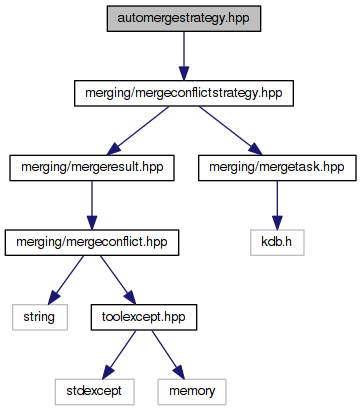 automergestrategy.hpp
merging/mergeconflictstrategy.hpp
merging/mergeresult.hpp
merging/mergetask.hpp
merging/mergeconflict.hpp
kdb.h
string
toolexcept.hpp
stdexcept
memory